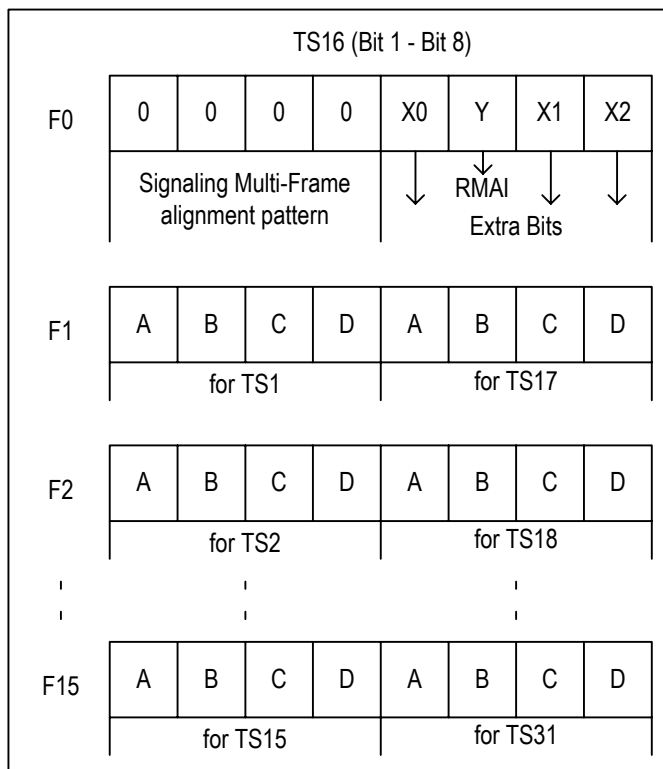 TS16 (Bit 1 - Bit 8)
F0 0 0 0 0 X0 Y X1 X2
Signaling Multi-Frame
alignment pattern
RMAI
Extra Bits
F1 A B C D A B C D
for TS1 for TS17
F2 A B C D A B C D
for TS2 for TS18
F15 A B C D A B C D
for TS15 for TS31